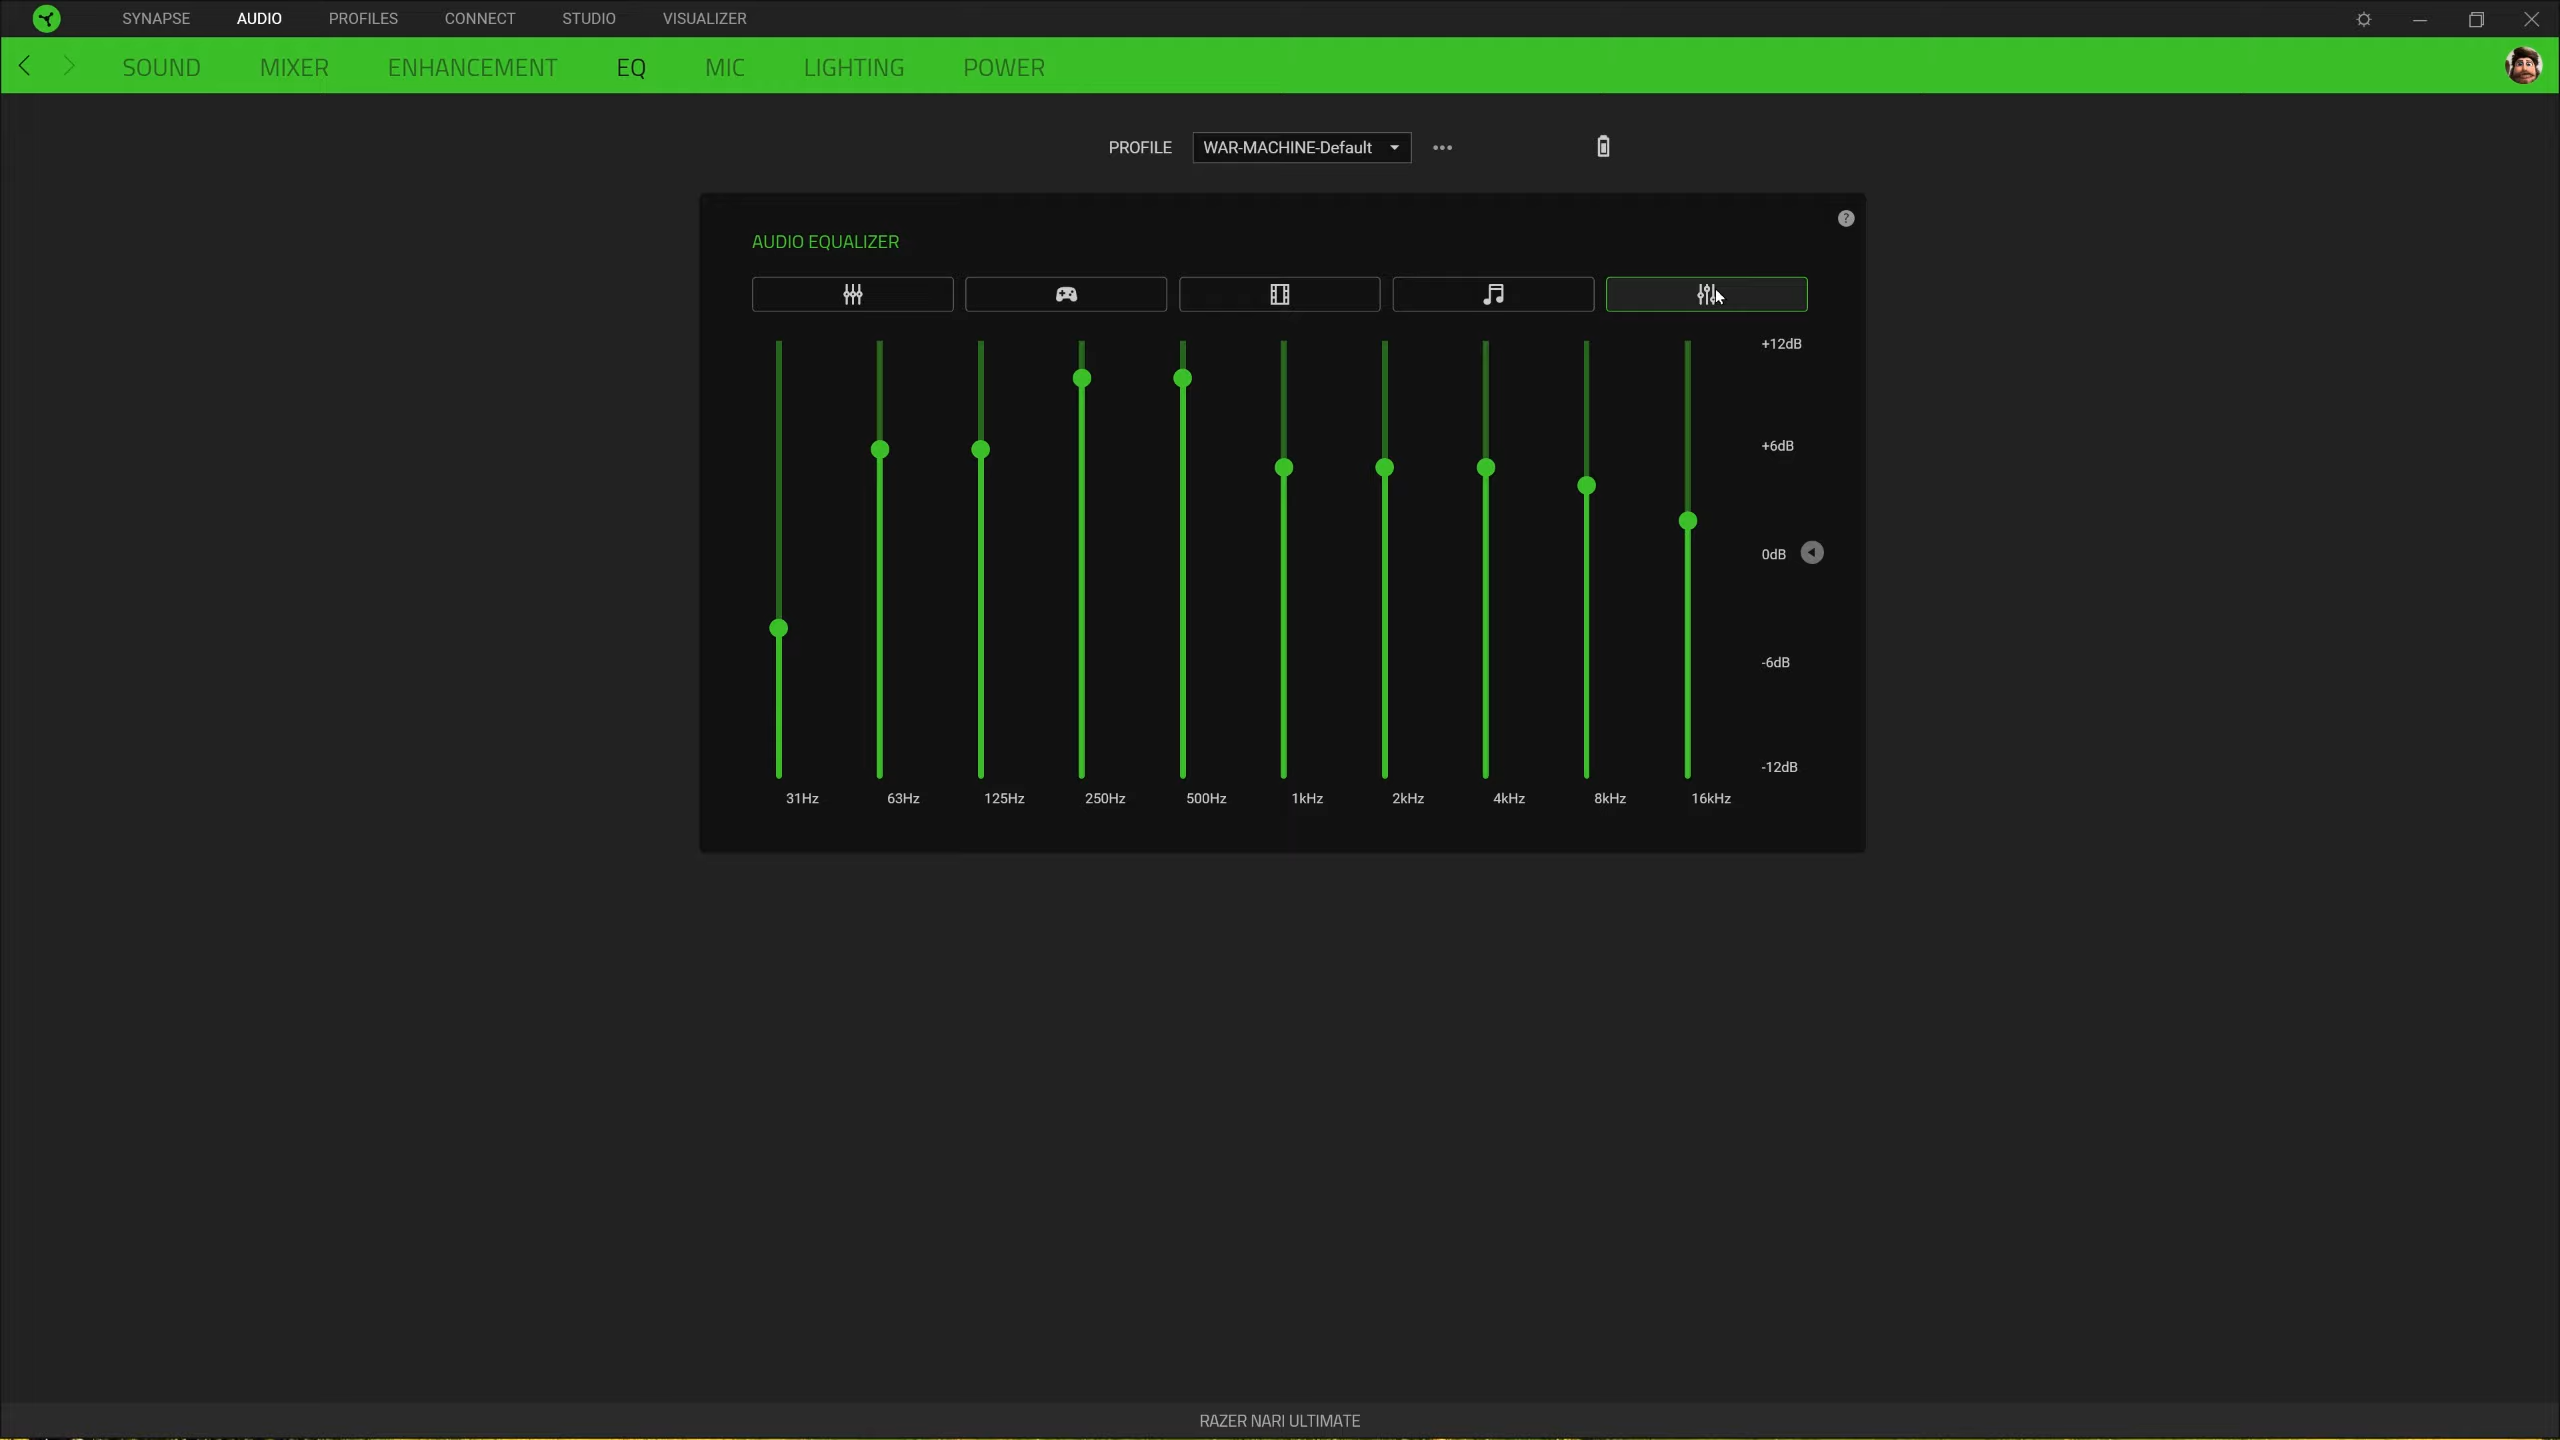 SYNAPSE AUDIO PROFILES CONNECT STUDIO VISUALIZER
SOUND MIXER ENHANCEMENT EQ MIC LIGHTING POWER
PROFILE WAR-MACHINE-Default
AUDIO EQUALIZER
+12dB
+6dB
0dB
-6dB
-12dB
31Hz 63Hz 125Hz 250Hz 500Hz 1kHz 2kHz 4kHz 8kHz 16kHz
RAZER NARI ULTIMATE